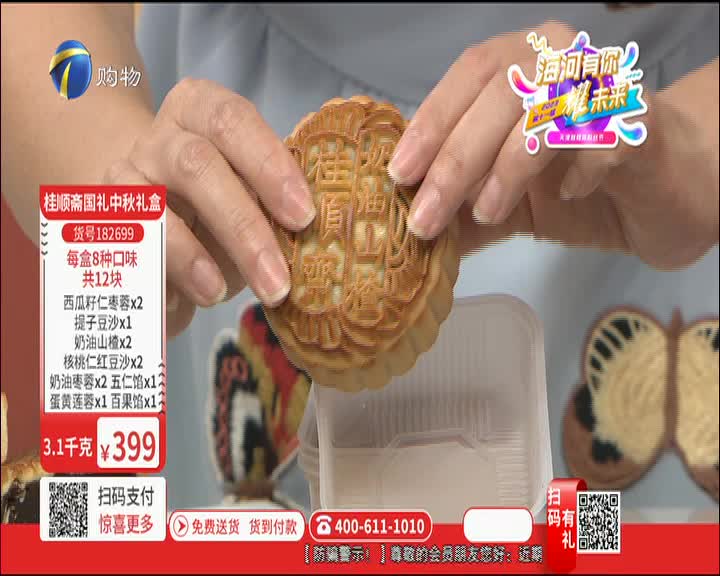 购物
海河有你
2023
耀未来
桂顺斋国礼中秋礼盒
货号182699
每盒8种口味
共12块
西瓜籽仁枣蓉x2
提子豆沙x1
奶油山楂x2
核桃仁红豆沙x2
奶油枣蓉x2 五仁馅x1
蛋黄莲蓉x1 百果馅x1
3.1千克 ¥399
桂順齋
奶油山楂
扫码支付
惊喜更多
免费送货 货到付款
400-611-1010
扫码有礼
【防骗警示!】尊敬的会员朋友您好：近期